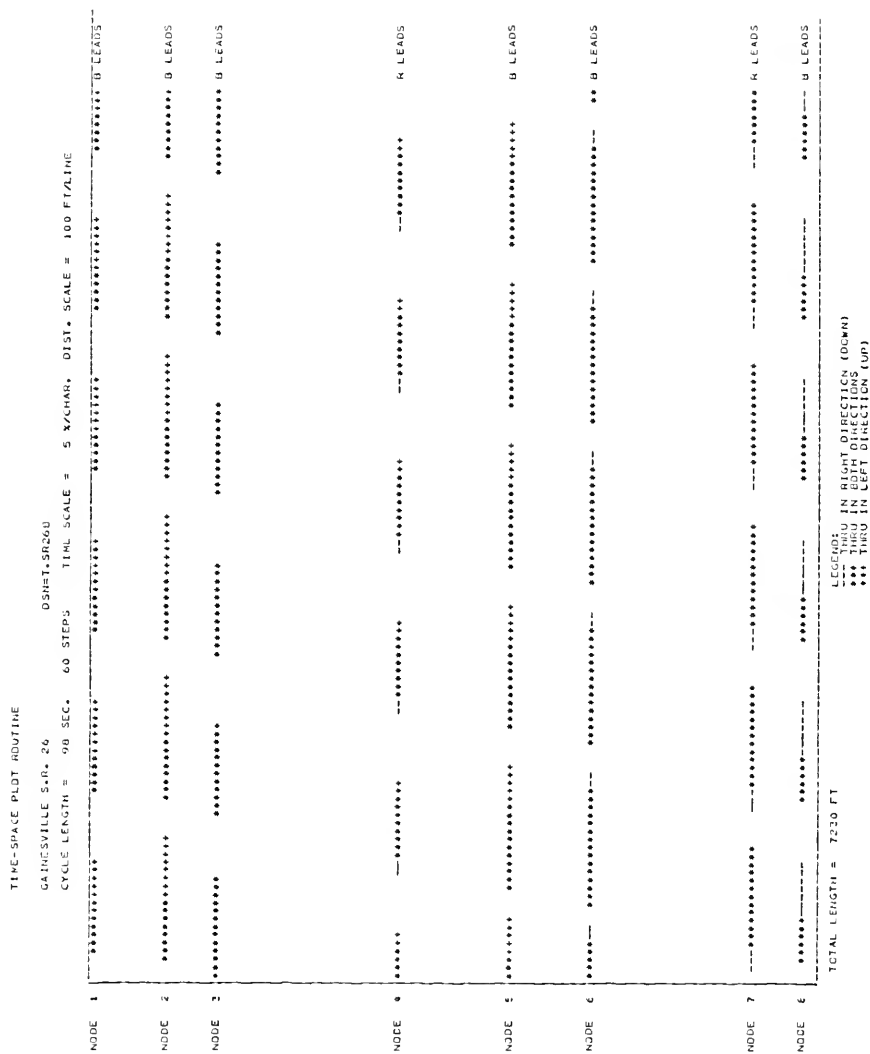 TIME-SPACE PLOT ROUTINE
GAINESVILLE S.R. 26 DSN=T.SR260
CYCLE LENGTH = 98 SEC. 60 STEPS TIME SCALE = 5 %/CHAR. DIST. SCALE = 100 FT/LINE
NODE 1 B LEADS
NODE 2 B LEADS
NODE 3 B LEADS
NODE 4 R LEADS
NODE 5 B LEADS
NODE 6 B LEADS
NODE 7 R LEADS
NODE 8 B LEADS
TOTAL LENGTH = 7230 FT
LEGEND:
--- THRU IN RIGHT DIRECTION (DOWN)
*** THRU IN BOTH DIRECTIONS
+++ THRU IN LEFT DIRECTION (UP)